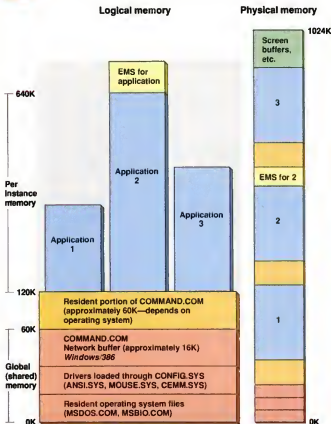 Logical memory
Physical memory
1024K
Screen
buffers,
etc.
EMS for
application
640K
3
Application
2
EMS for 2
Application
3
Per
instance
memory
2
Application
1
120K
Resident portion of COMMAND.COM
(approximately 60K—depends on
operating system)
1
60K
COMMAND.COM
Network buffer (approximately 16K)
Windows/386
Global
(shared)
memory
Drivers loaded through CONFIG.SYS
(ANSI.SYS, MOUSE.SYS, CEMM.SYS)
Resident operating system files
(MSDOS.COM, MSBIO.COM)
0K
0K